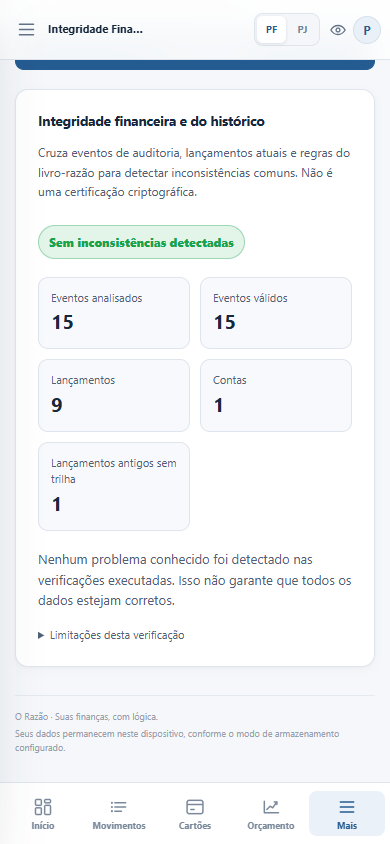 Integridade Fina...
PF
PJ
P
Integridade financeira e do histórico
Cruza eventos de auditoria, lançamentos atuais e regras do
livro-razão para detectar inconsistências comuns. Não é
uma certificação criptográfica.
Sem inconsistências detectadas
Eventos analisados
15
Eventos válidos
15
Lançamentos
9
Contas
1
Lançamentos antigos sem
trilha
1
Nenhum problema conhecido foi detectado nas
verificações executadas. Isso não garante que todos os
dados estejam corretos.
Limitações desta verificação
O Razão · Suas finanças, com lógica.
Seus dados permanecem neste dispositivo, conforme o modo de armazenamento
configurado.
Início
Movimentos
Cartões
Orçamento
Mais